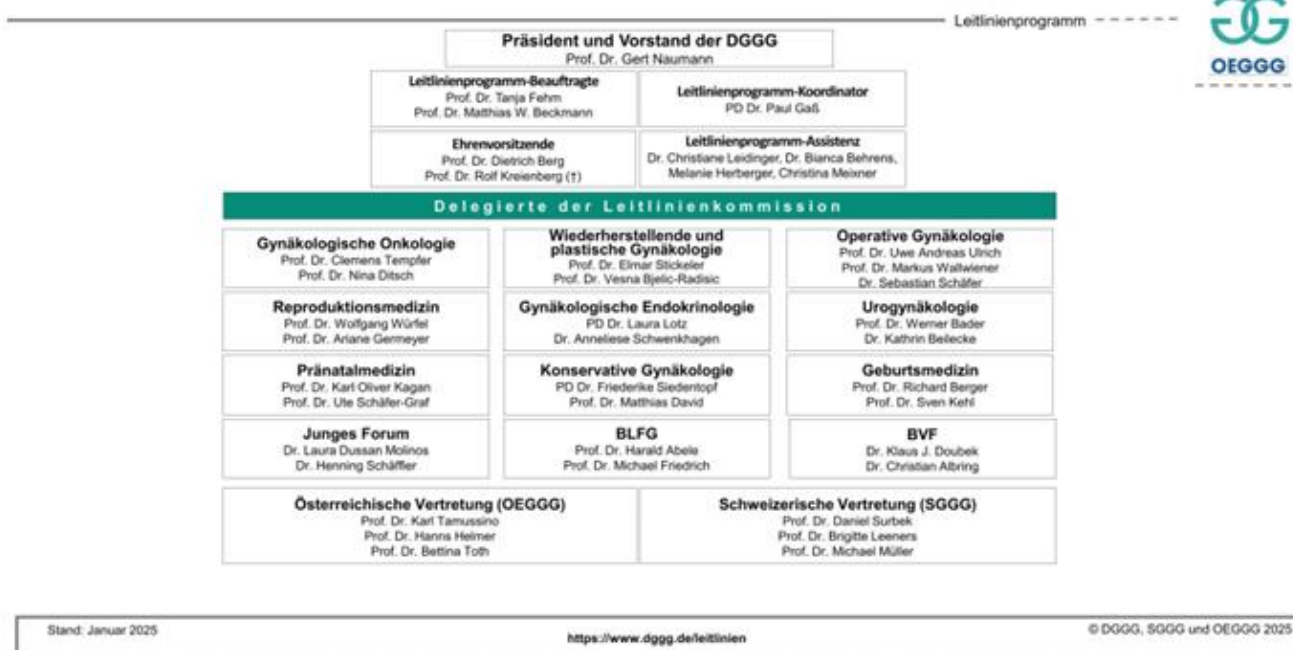 Leitlinienprogramm
OEGGG
Präsident und Vorstand der DGGG
Prof. Dr. Gert Naumann
Leitlinienprogramm-Beauftragte
Prof. Dr. Tanja Fehm
Prof. Dr. Matthias W. Beckmann
Leitlinienprogramm-Koordinator
PD Dr. Paul Gaß
Ehrenvorsitzende
Prof. Dr. Dietrich Berg
Prof. Dr. Rolf Kreienberg (†)
Leitlinienprogramm-Assistenz
Dr. Christiane Leidinger, Dr. Bianca Behrens,
Melanie Herberger, Christina Meixner
Delegierte der Leitlinienkommission
Gynäkologische Onkologie
Prof. Dr. Clemens Tempfer
Prof. Dr. Nina Ditsch
Wiederherstellende und
plastische Gynäkologie
Prof. Dr. Elmar Stickeler
Prof. Dr. Vesna Bjelic-Radisic
Operative Gynäkologie
Prof. Dr. Uwe Andreas Ulrich
Prof. Dr. Markus Wallwiener
Dr. Sebastian Schäfer
Reproduktionsmedizin
Prof. Dr. Wolfgang Würfel
Prof. Dr. Ariane Germeyer
Gynäkologische Endokrinologie
PD Dr. Laura Lotz
Dr. Anneliese Schwenkhagen
Urogynäkologie
Prof. Dr. Werner Bader
Dr. Kathrin Beilecke
Pränatalmedizin
Prof. Dr. Karl Oliver Kagan
Prof. Dr. Ute Schäfer-Graf
Konservative Gynäkologie
PD Dr. Friederike Siedentopf
Prof. Dr. Matthias David
Geburtsmedizin
Prof. Dr. Richard Berger
Prof. Dr. Sven Kehl
Junges Forum
Dr. Laura Dussan Molinos
Dr. Henning Schäffler
BLFG
Prof. Dr. Harald Abele
Prof. Dr. Michael Friedrich
BVF
Dr. Klaus J. Doubek
Dr. Christian Albring
Österreichische Vertretung (OEGGG)
Prof. Dr. Karl Tamussino
Prof. Dr. Hanns Helmer
Prof. Dr. Bettina Toth
Schweizerische Vertretung (SGGG)
Prof. Dr. Daniel Surbek
Prof. Dr. Brigitte Leeners
Prof. Dr. Michael Müller
Stand: Januar 2025
https://www.dggg.de/leitlinien
© DGGG, SGGG und OEGGG 2025